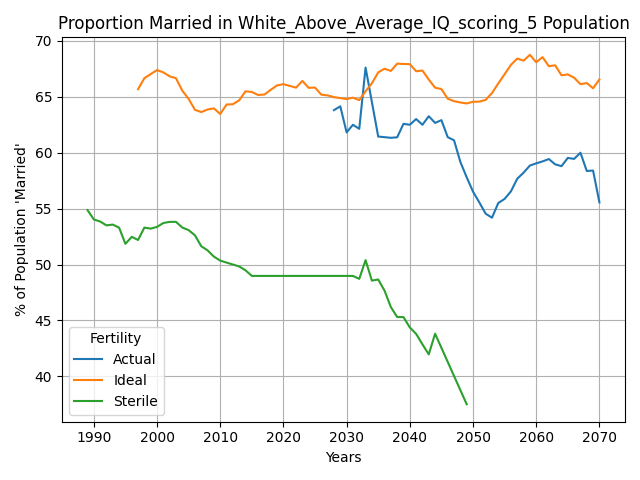 Proportion Married in White_Above_Average_IQ_scoring_5 Population
70
65
60
55
50
45
40
% of Population 'Married'
Fertility
Actual
Ideal
Sterile
1990 2000 2010 2020 2030 2040 2050 2060 2070
Years